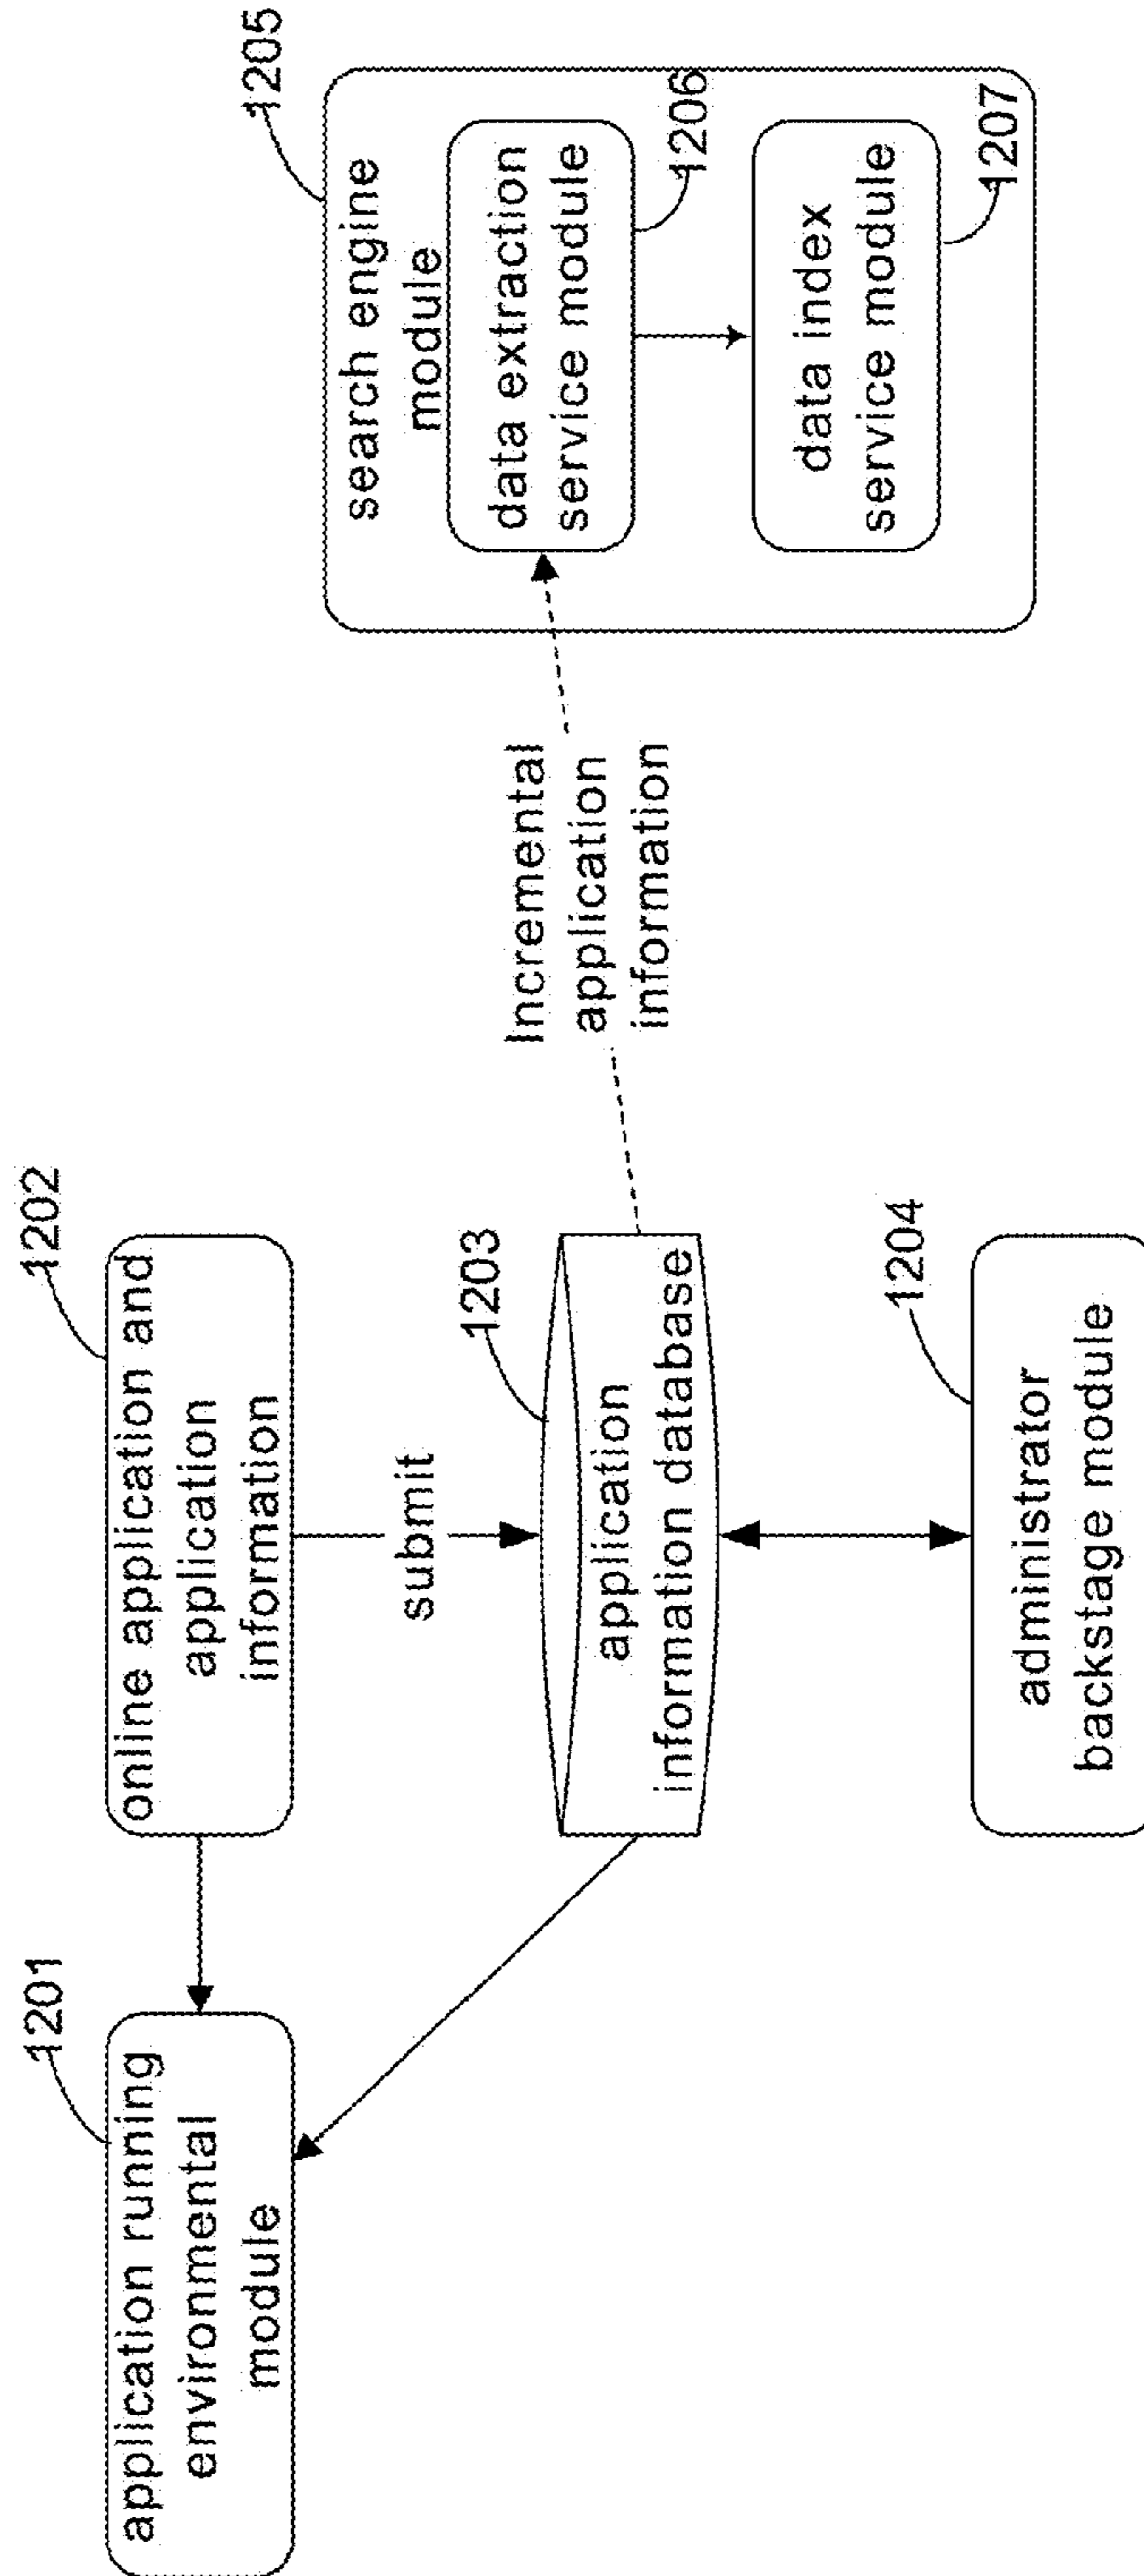 1201
application running
environmental
module
1202
online application and
application
information
submit
1203
application
information database
1204
administrator
backstage module
Incremental
application
information
1205
search engine
module
data extraction
service module
1206
data index
service module
1207